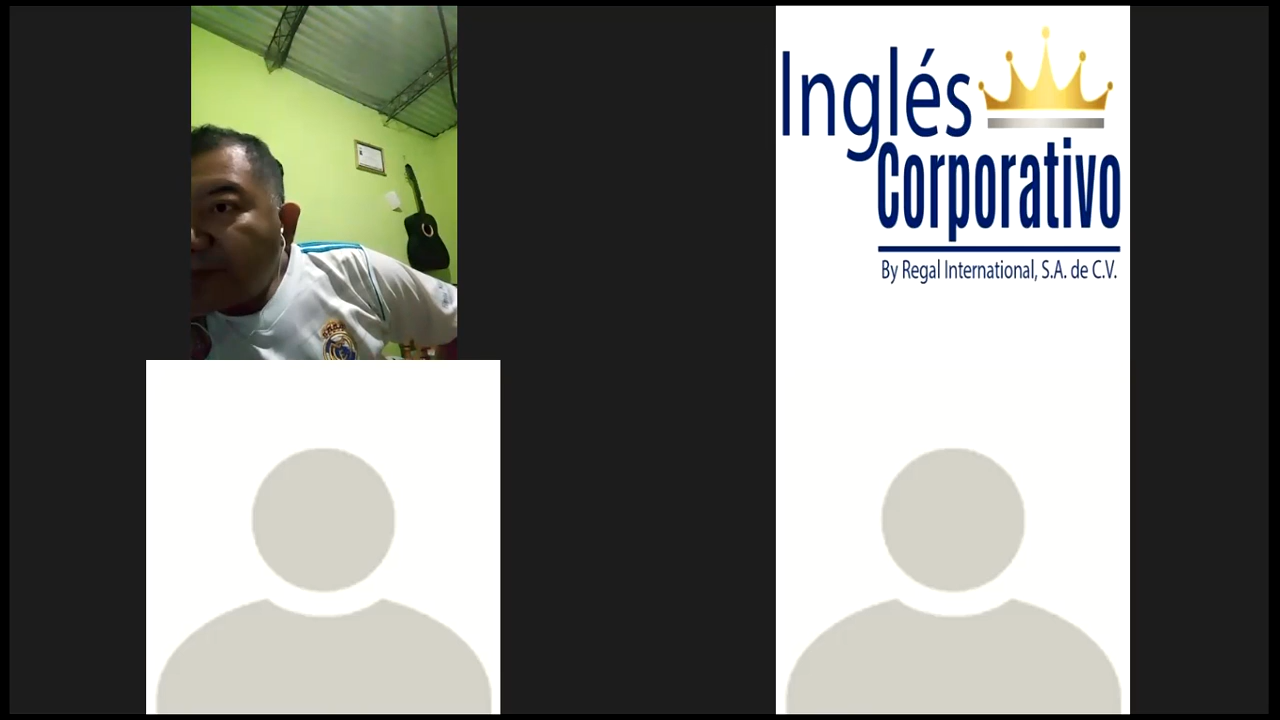 Inglés
Corporativo
By Regal International, S.A. de C.V.